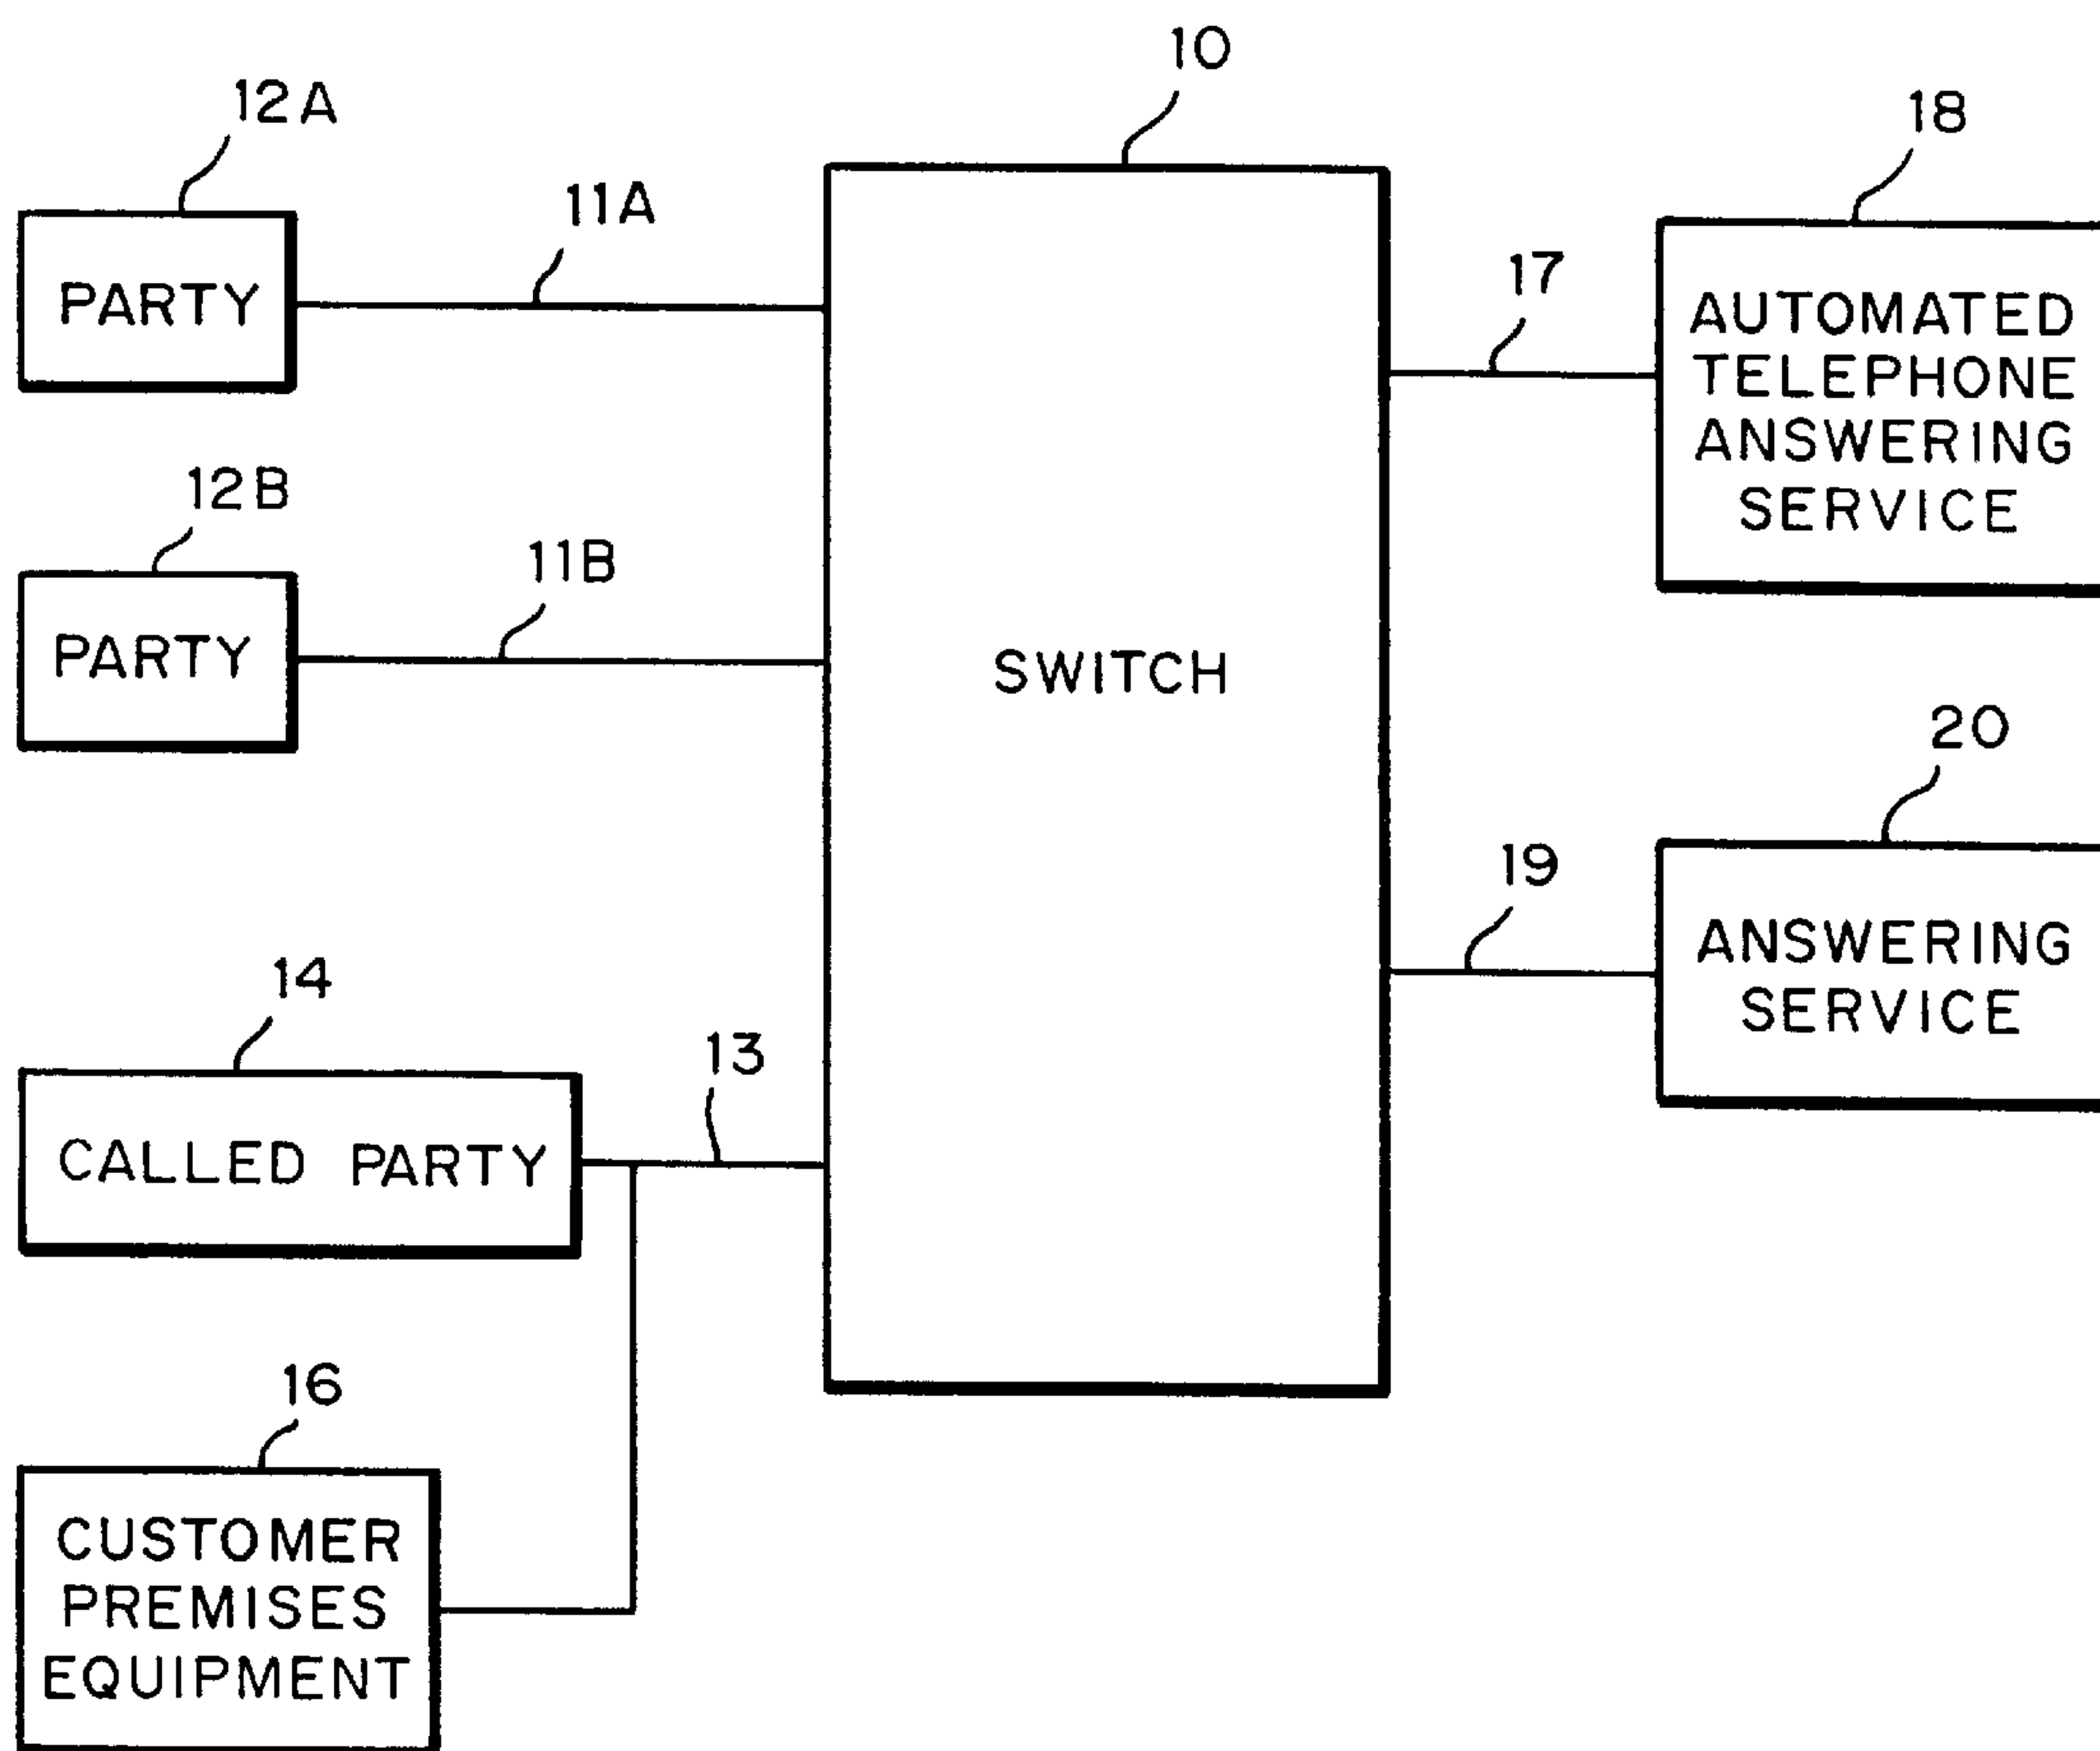 10
12A
18
11A
17
PARTY
AUTOMATED
TELEPHONE
ANSWERING
SERVICE
12B
11B
PARTY
SWITCH
20
19
ANSWERING
SERVICE
14
13
CALLED PARTY
16
CUSTOMER
PREMISES
EQUIPMENT